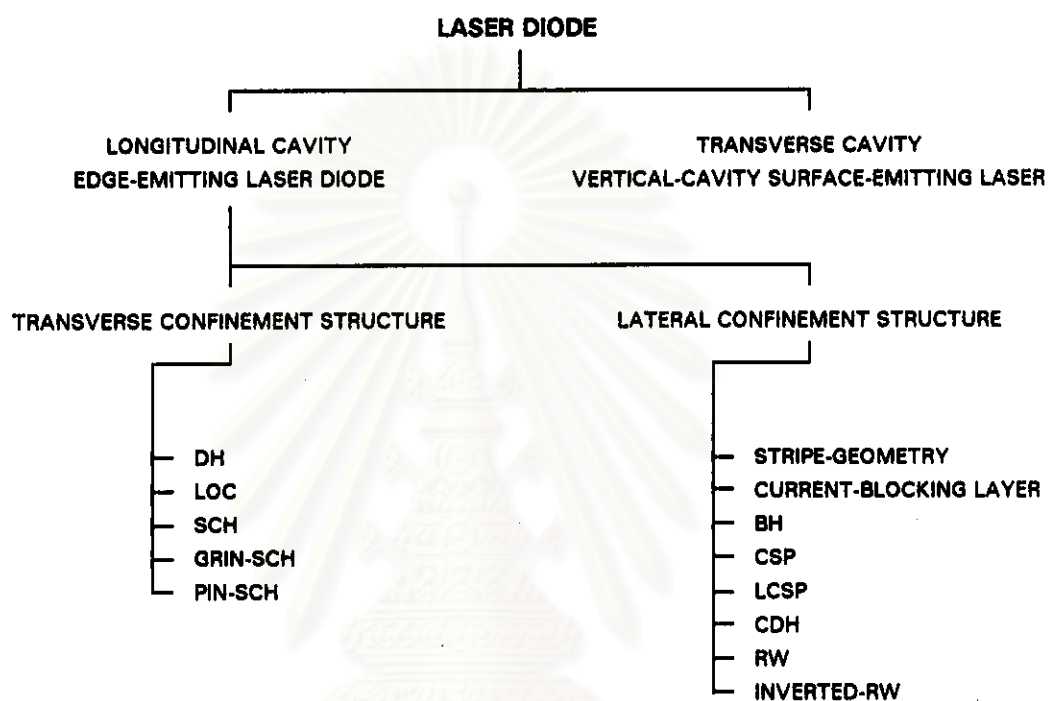 LASER DIODE
LONGITUDINAL CAVITY
EDGE-EMITTING LASER DIODE
TRANSVERSE CAVITY
VERTICAL-CAVITY SURFACE-EMITTING LASER
TRANSVERSE CONFINEMENT STRUCTURE
DH
LOC
SCH
GRIN-SCH
PIN-SCH
LATERAL CONFINEMENT STRUCTURE
STRIPE-GEOMETRY
CURRENT-BLOCKING LAYER
BH
CSP
LCSP
CDH
RW
INVERTED-RW